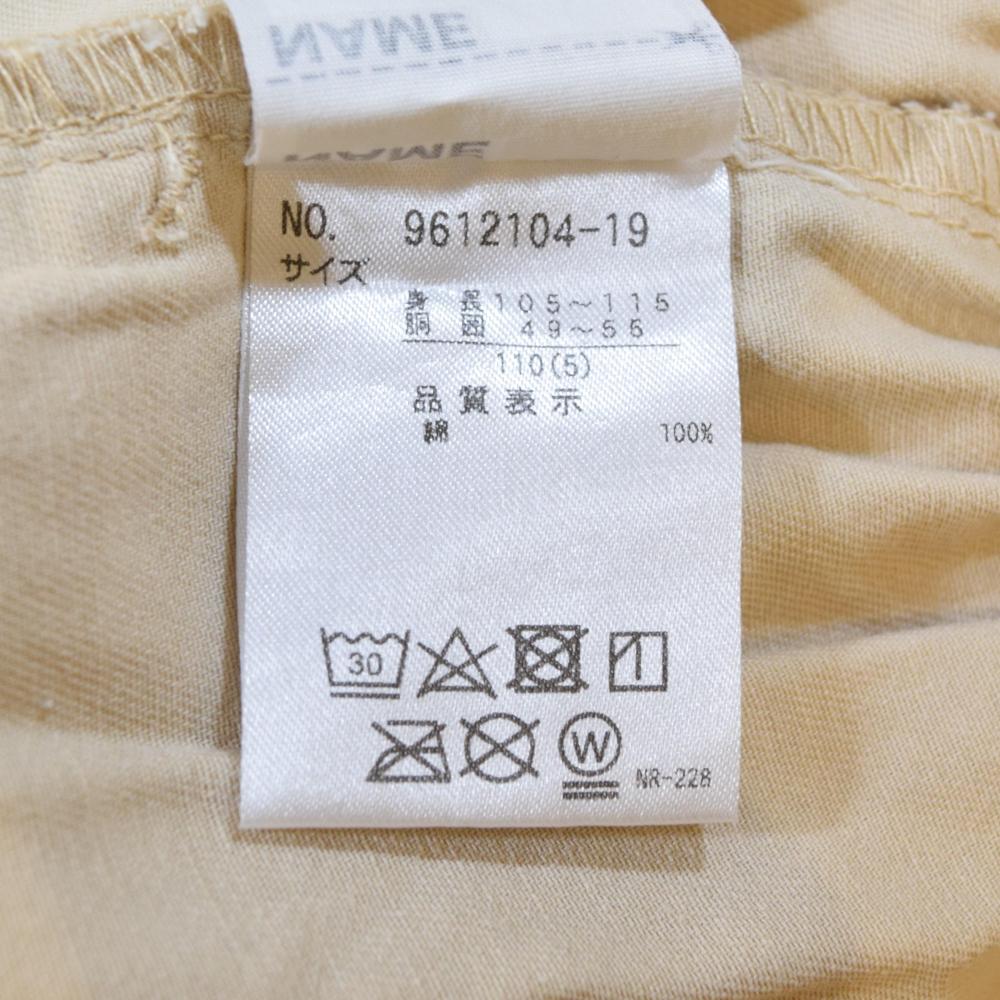 NAME
NAME
NO. 9612104-19
サイズ
身長105～115
胴囲 49～55
110(5)
品質表示
綿 100%
30
W
NR-228